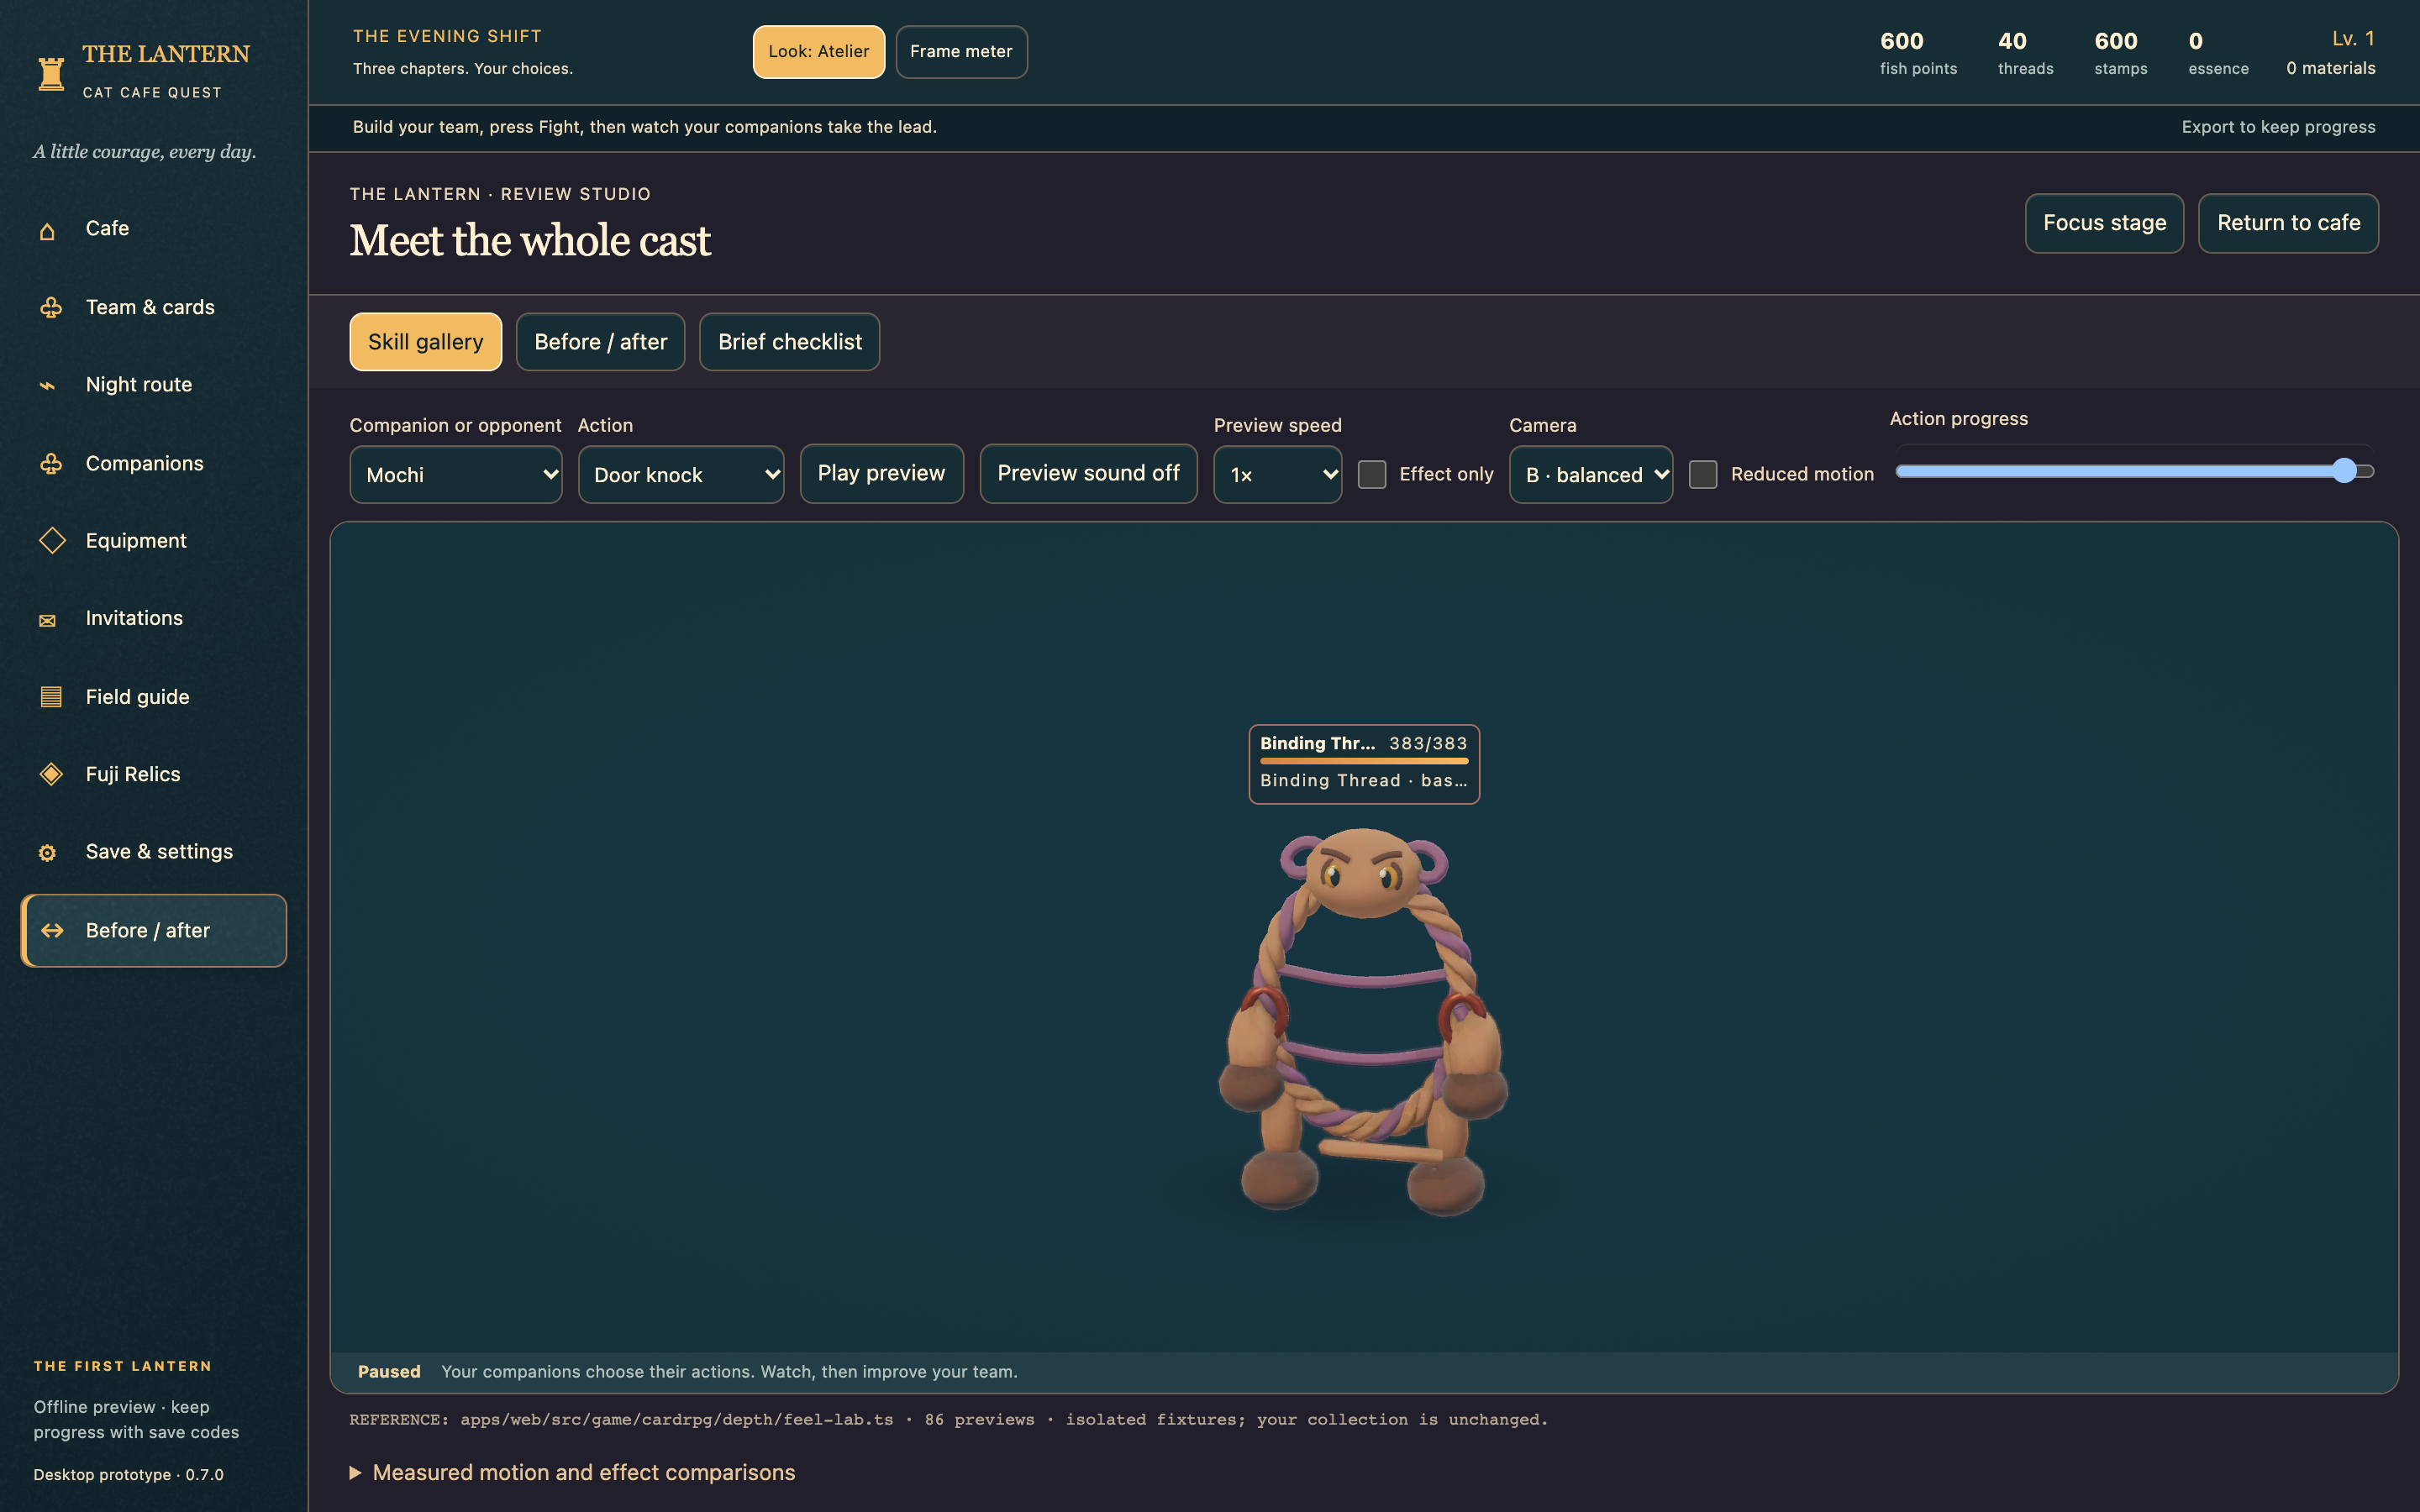 THE LANTERN
CAT CAFE QUEST
A little courage, every day.
Cafe
Team & cards
Night route
Companions
Equipment
Invitations
Field guide
Fuji Relics
Save & settings
Before / after
THE FIRST LANTERN
Offline preview · keep
progress with save codes
Desktop prototype · 0.7.0
THE EVENING SHIFT
Three chapters. Your choices.
Look: Atelier
Frame meter
600
fish points
40
threads
600
stamps
0
essence
Lv. 1
0 materials
Build your team, press Fight, then watch your companions take the lead.
Export to keep progress
THE LANTERN · REVIEW STUDIO
Meet the whole cast
Focus stage
Return to cafe
Skill gallery
Before / after
Brief checklist
Companion or opponent
Mochi
Action
Door knock
Play preview
Preview sound off
Preview speed
1×
Effect only
Camera
B · balanced
Reduced motion
Action progress
Binding Thr... 383/383
Binding Thread · bas...
Paused Your companions choose their actions. Watch, then improve your team.
REFERENCE: apps/web/src/game/cardrpg/depth/feel-lab.ts · 86 previews · isolated fixtures; your collection is unchanged.
Measured motion and effect comparisons